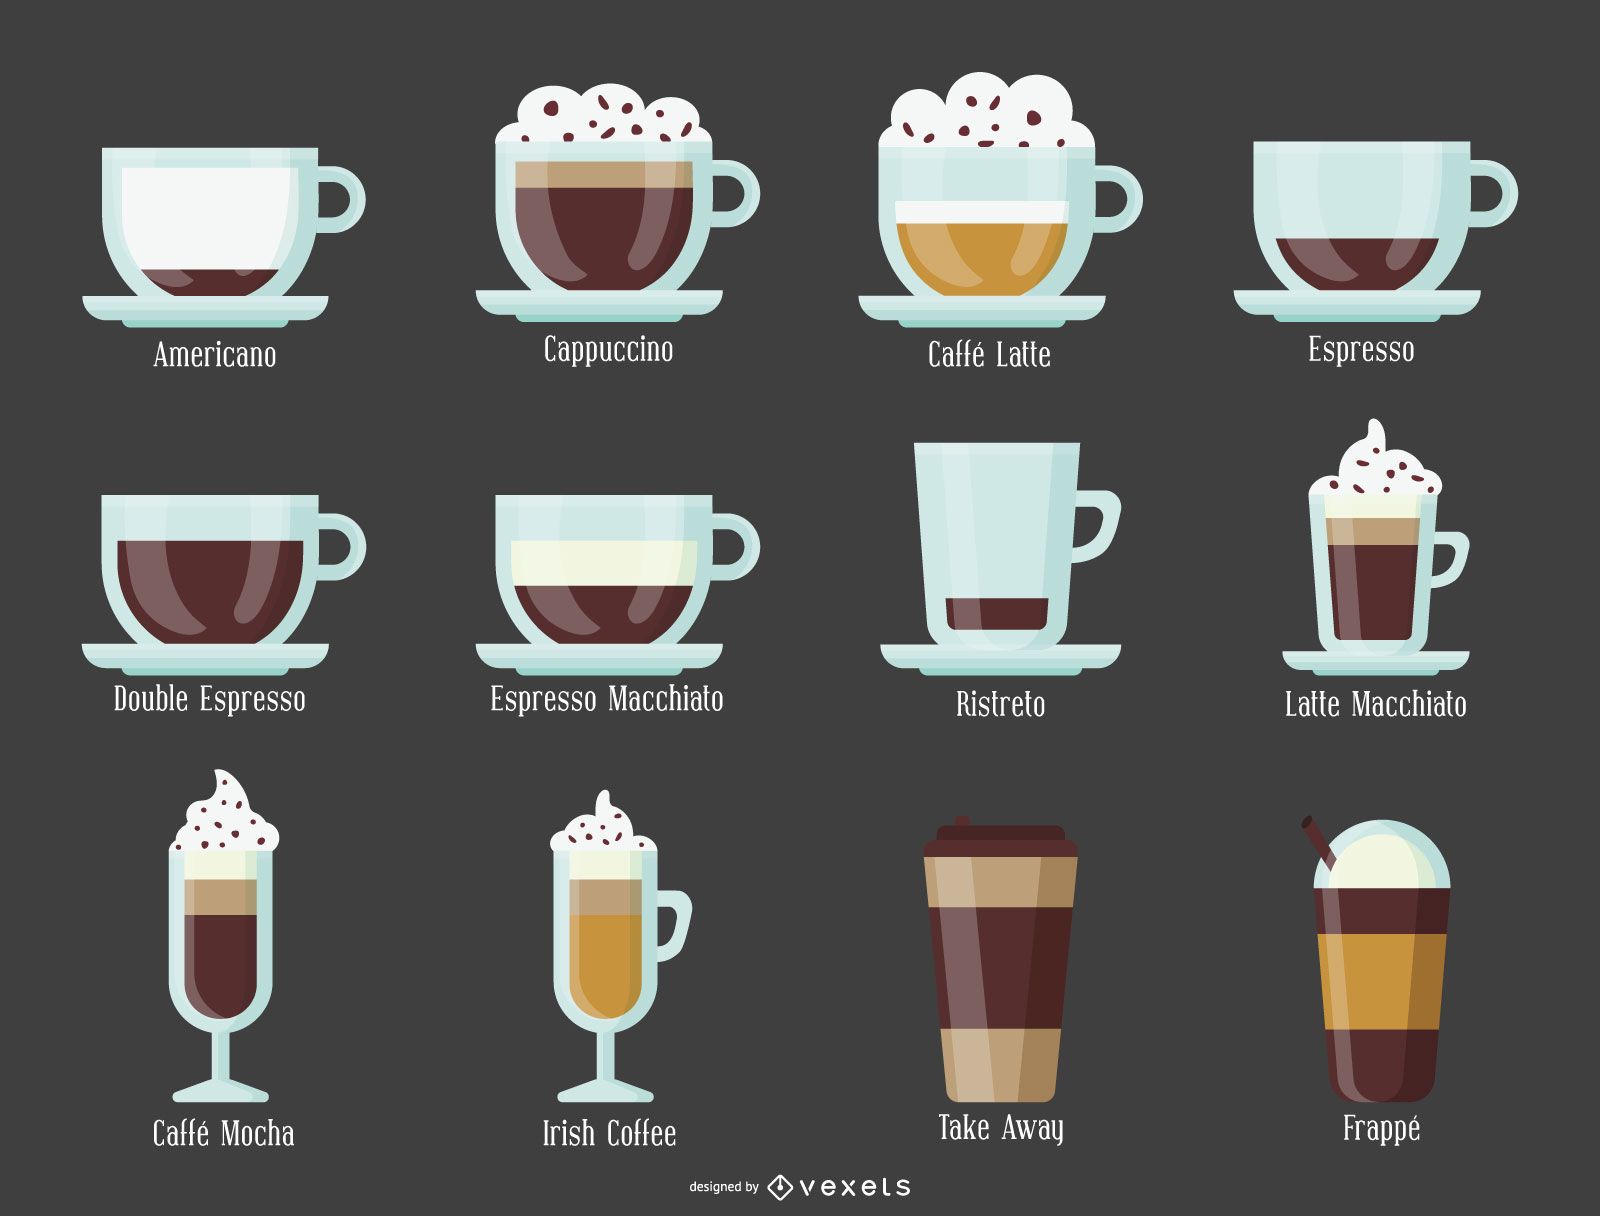 Americano
Cappuccino
Caffé Latte
Espresso
Double Espresso
Espresso Macchiato
Ristreto
Latte Macchiato
Caffé Mocha
Irish Coffee
Take Away
Frappé
designed by vexels